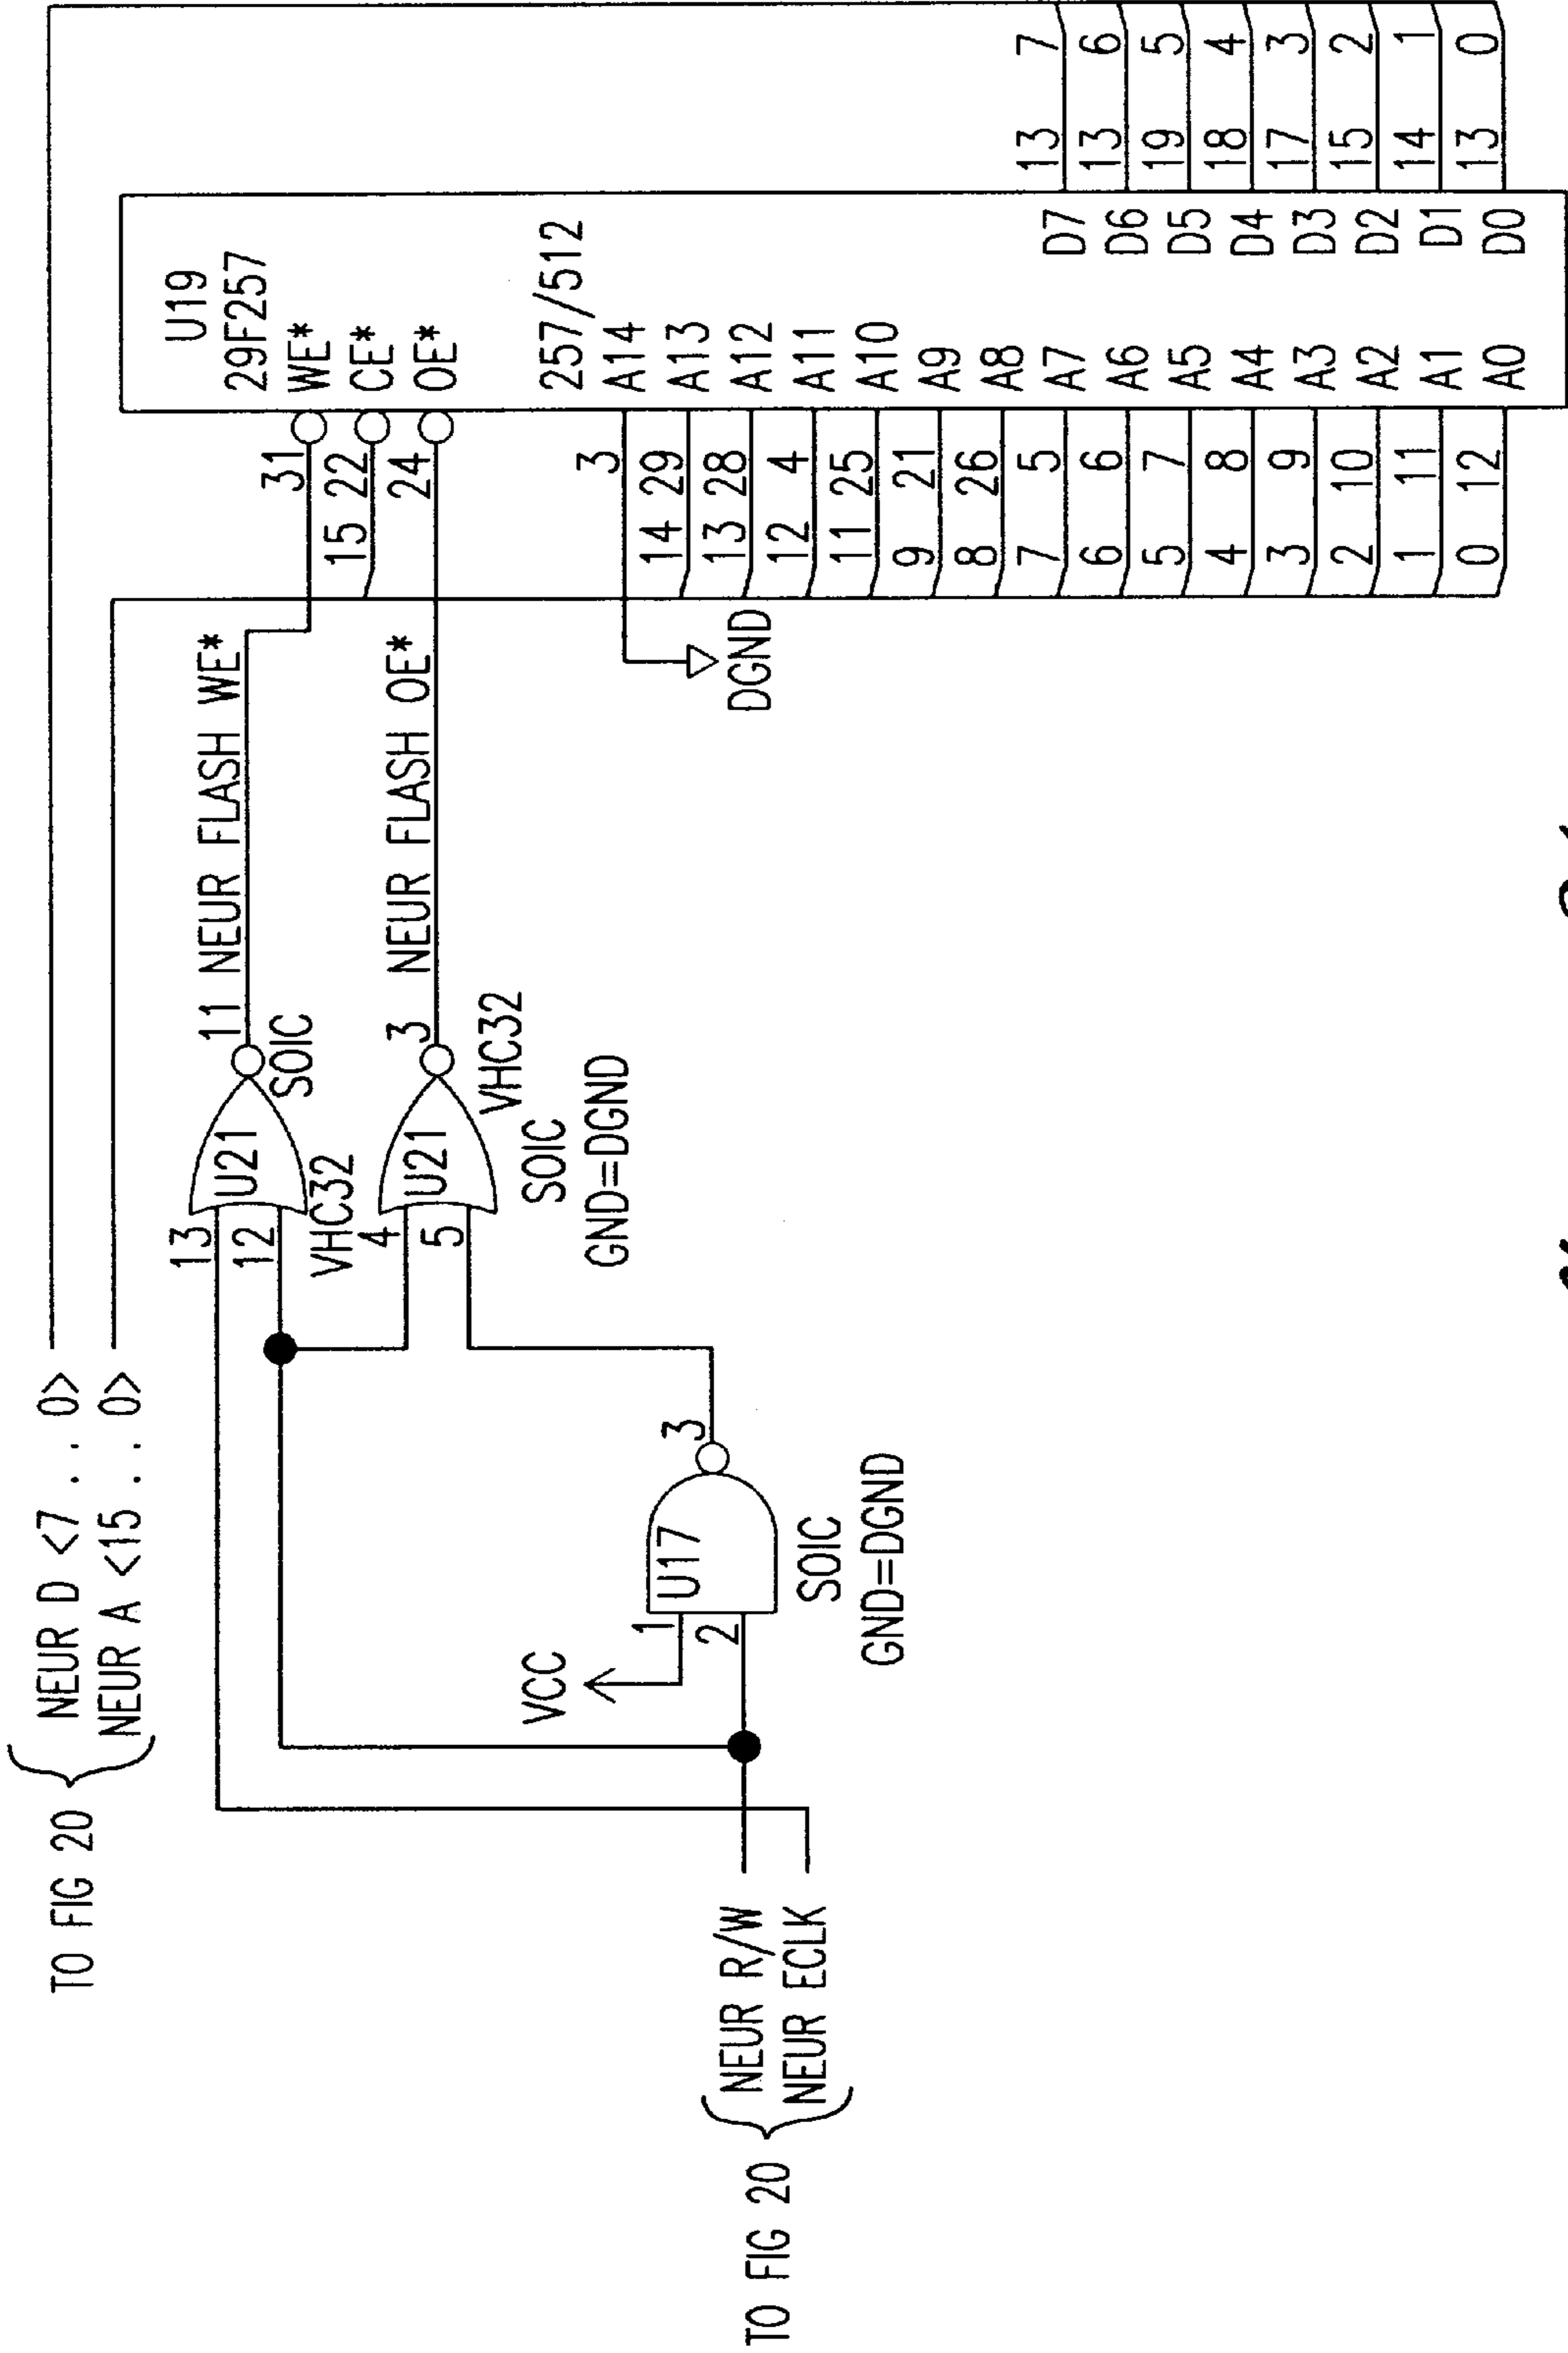 TO FIG 20
NEUR D <7 . . . 0>
NEUR A <15 . . . 0>
13
12
U21
VHC32
11
SOIC
NEUR FLASH WE*
4
5
U21
3
VHC32
SOIC
GND=DGND
NEUR FLASH OE*
VCC
1
2
U17
3
SOIC
GND=DGND
TO FIG 20
NEUR R/W
NEUR ECLK
DGND
U19
29F257
31 WE*
15 22 CE*
24 OE*
257/512
3 A14
14 29 A13
13 28 A12
12 4 A11
11 25 A10
9 21 A9
8 26 A8
7 5 A7 D7 13 7
6 6 A6 D6 13 6
5 7 A5 D5 19 5
4 8 A4 D4 18 4
3 9 A3 D3 17 3
2 10 A2 D2 15 2
1 11 A1 D1 14 1
0 12 A0 D0 13 0